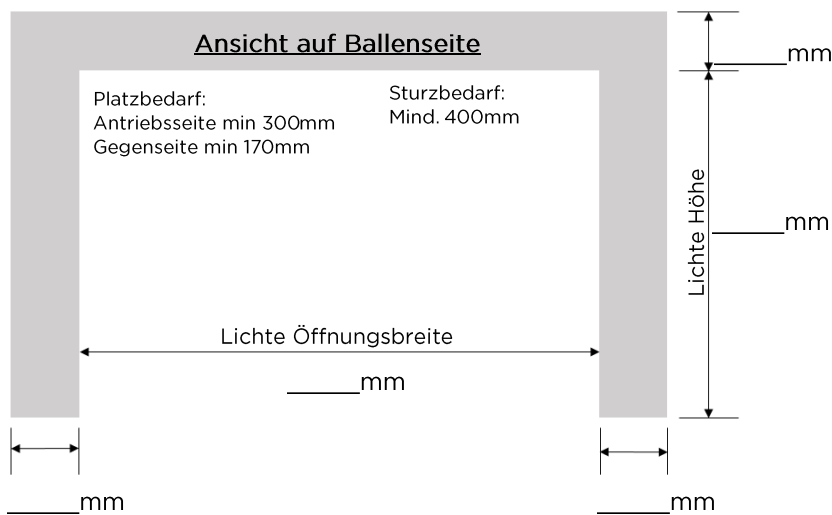 Ansicht auf Ballenseite
______mm
Platzbedarf:
Antriebsseite min 300mm
Gegenseite min 170mm
Sturzbedarf:
Mind. 400mm
Lichte Höhe
______mm
Lichte Öffnungsbreite
______mm
______mm
______mm